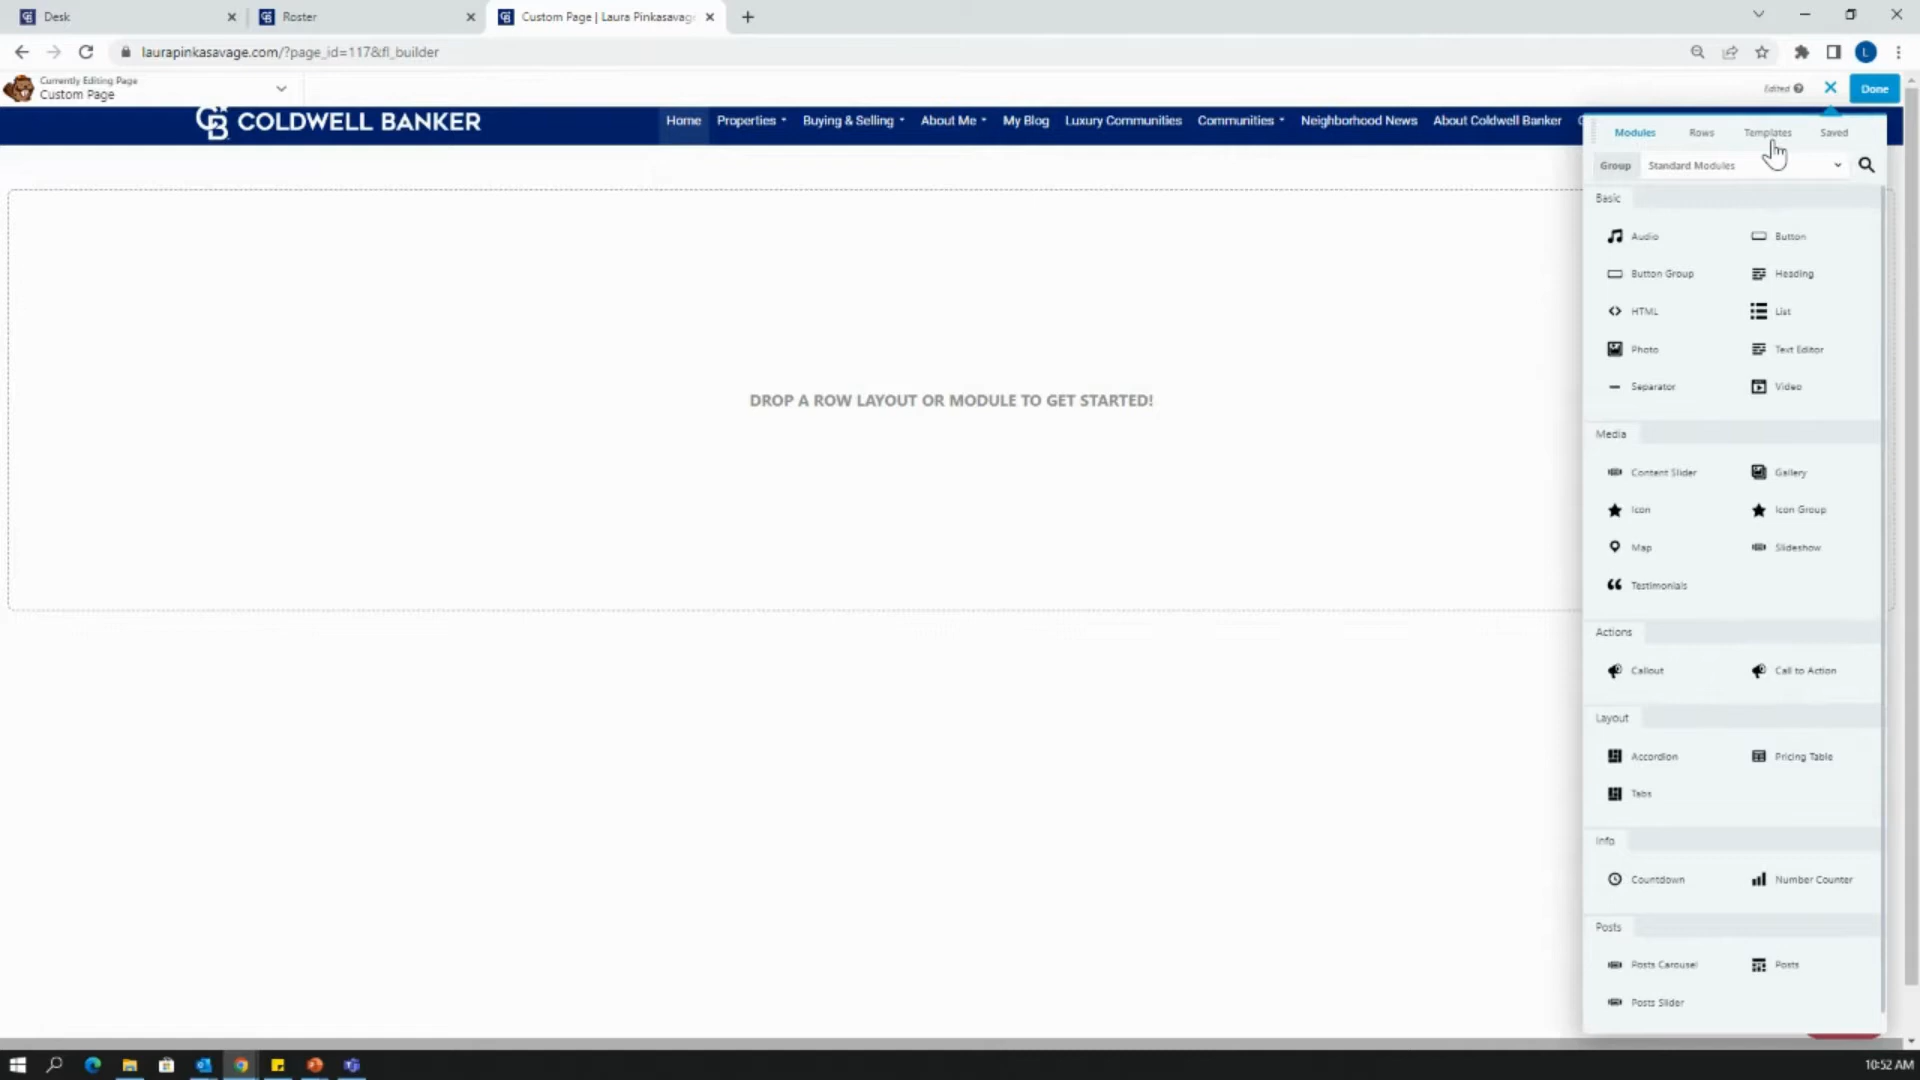 Desk
Roster
Custom Page | Laura Pinkasavag
laurapinkasavage.com/?page_id=117&fl_builder
L
Currently Editing Page
Custom Page
Edited
Done
CB COLDWELL BANKER
Home
Properties
Buying & Selling
About Me
My Blog
Luxury Communities
Communities
Neighborhood News
About Coldwell Banker
Modules
Rows
Templates
Saved
Group
Standard Modules
Basic
Audio
Button
Button Group
Heading
HTML
List
Photo
Text Editor
Separator
Video
DROP A ROW LAYOUT OR MODULE TO GET STARTED!
Media
Content Slider
Gallery
Icon
Icon Group
Map
Slideshow
Testimonials
Actions
Callout
Call to Action
Layout
Accordion
Pricing Table
Tabs
Info
Countdown
Number Counter
Posts
Posts Carousel
Posts
Posts Slider
10:52 AM